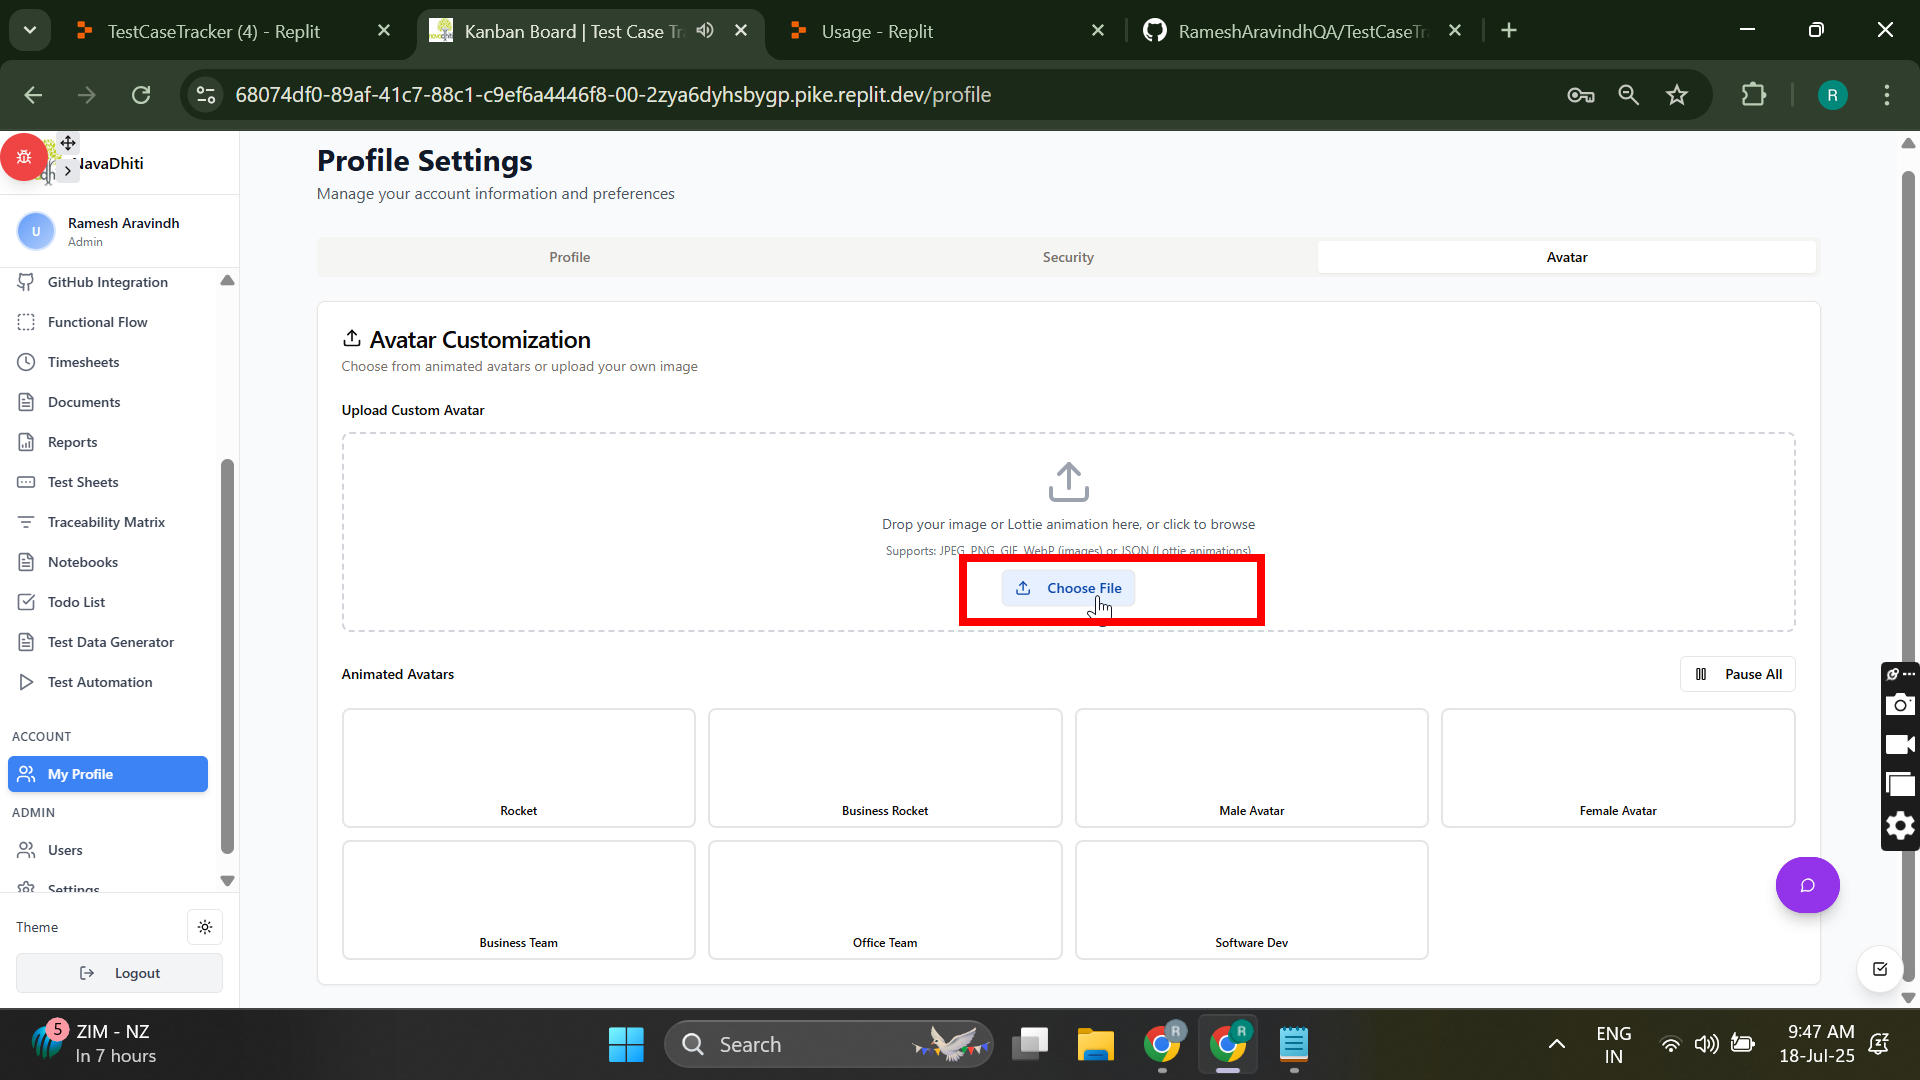 TestCaseTracker (4) - Replit
Kanban Board | Test Case Tr
Usage - Replit
RameshAravindhQA/TestCaseTr
68074df0-89af-41c7-88c1-c9ef6a4446f8-00-2zya6dyhsbygp.pike.replit.dev/profile
R
NavaDhiti
U
Ramesh Aravindh
Admin
GitHub Integration
Functional Flow
Timesheets
Documents
Reports
Test Sheets
Traceability Matrix
Notebooks
Todo List
Test Data Generator
Test Automation
ACCOUNT
My Profile
ADMIN
Users
Settings
Theme
Logout
Profile Settings
Manage your account information and preferences
Profile
Security
Avatar
Avatar Customization
Choose from animated avatars or upload your own image
Upload Custom Avatar
Drop your image or Lottie animation here, or click to browse
Supports: JPEG, PNG, GIF, WebP (images) or JSON (Lottie animations)
Choose File
Animated Avatars
Pause All
Rocket
Business Rocket
Male Avatar
Female Avatar
Business Team
Office Team
Software Dev
5
ZIM - NZ
In 7 hours
Search
R
R
ENG
IN
9:47 AM
18-Jul-25